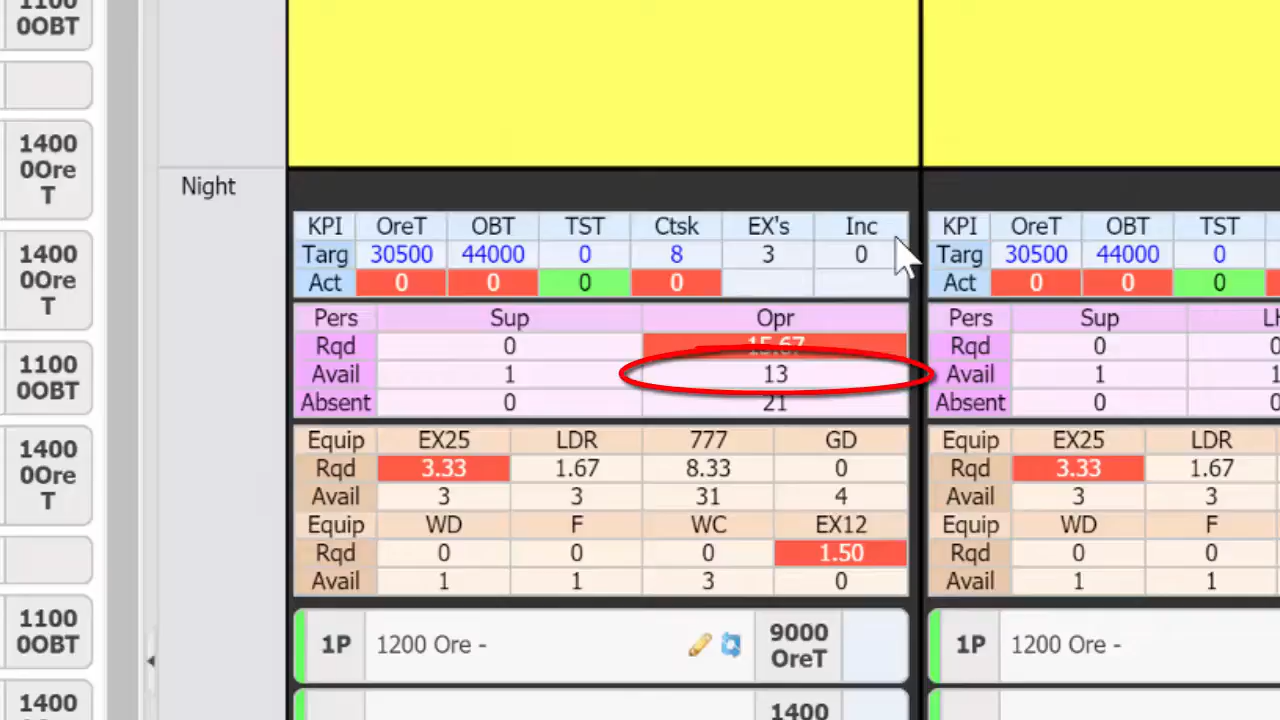 1100
0OBT
1400
0Ore
T
1400
0Ore
T
1100
0OBT
1400
0Ore
T
1100
0OBT
1400
Night
KPI OreT OBT TST Ctsk EX's Inc
Targ 30500 44000 0 8 3 0
Act 0 0 0 0
Pers Sup Opr
Rqd 0 15.67
Avail 1 13
Absent 0 21
Equip EX25 LDR 777 GD
Rqd 3.33 1.67 8.33 0
Avail 3 3 31 4
Equip WD F WC EX12
Rqd 0 0 0 1.50
Avail 1 1 3 0
1P 1200 Ore - 9000
OreT
1400
KPI OreT OBT TST
Targ 30500 44000 0
Act 0 0 0
Pers Sup
Rqd 0
Avail 1
Absent 0
Equip EX25 LDR
Rqd 3.33 1.67
Avail 3 3
Equip WD F
Rqd 0 0
Avail 1 1
1P 1200 Ore -